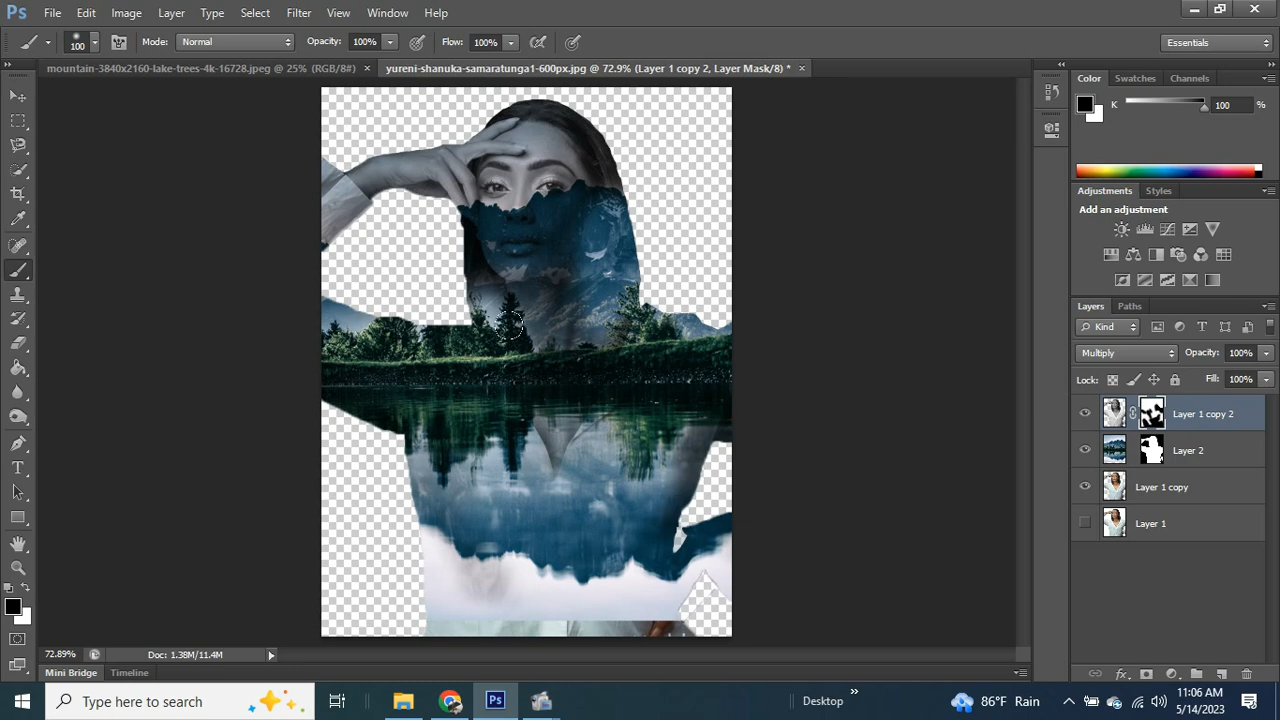 Ps File Edit Image Layer Type Select Filter 3D View Window Help
100 Mode: Normal Opacity: 100% Flow: 100% Essentials
mountain-3840x2160-lake-trees-4k-16728.jpeg @ 25% (RGB/8#) × yureni-shanuka-samaratunga1-600px.jpg @ 72.9% (Layer 1 copy 2, Layer Mask/8) * ×
Color Swatches Channels
K 100 %
Adjustments Styles
Add an adjustment
Layers Paths
Kind
Multiply Opacity: 100%
Lock: Fill: 100%
Layer 1 copy 2
Layer 2
Layer 1 copy
Layer 1
72.89% Doc: 1.38M/11.4M
Mini Bridge Timeline
Type here to search Ps Desktop 86°F Rain 11:06 AM
5/14/2023